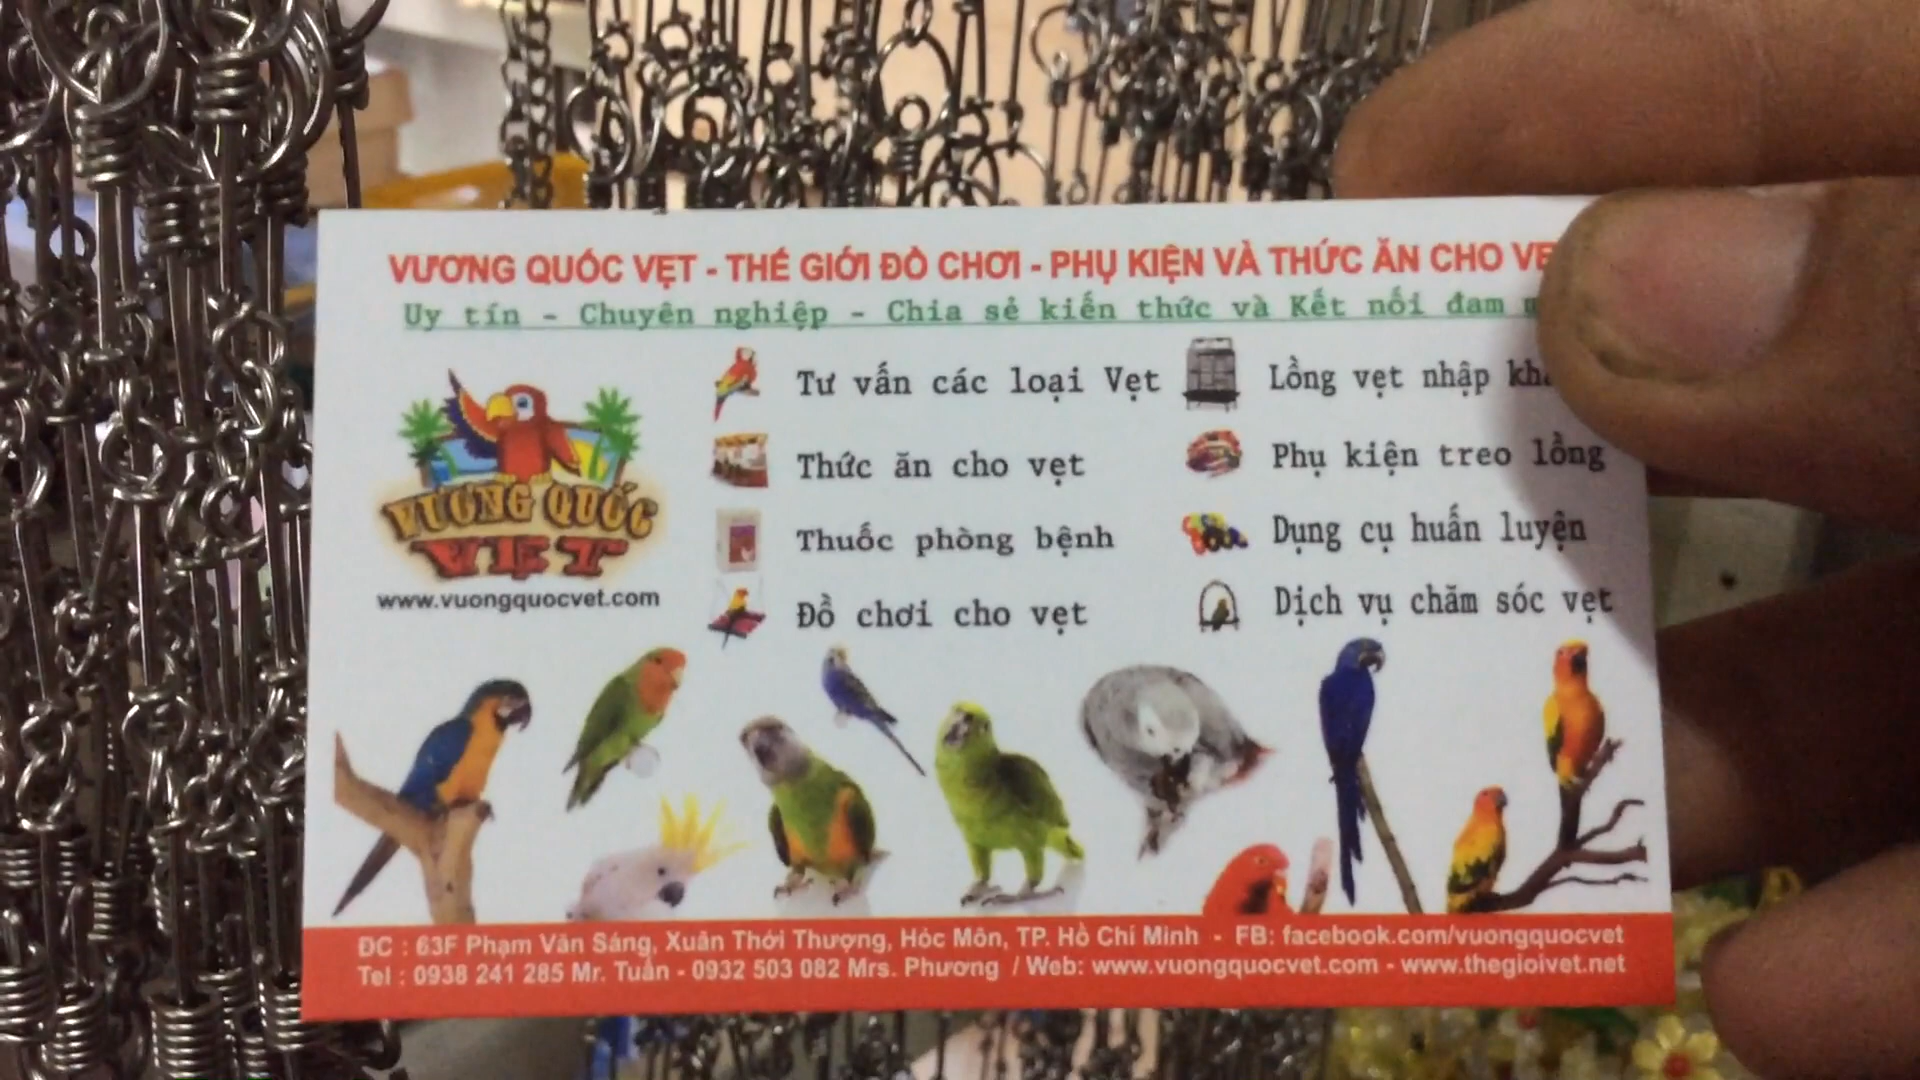 VƯƠNG QUỐC VẸT - THẾ GIỚI ĐỒ CHƠI - PHỤ KIỆN VÀ THỨC ĂN CHO
Uy tín - Chuyên nghiệp - Chia sẻ kiến thức và Kết nối đam
VƯƠNG QUỐC
VẸT
www.vuongquocvet.com
Tư vấn các loại Vẹt
Thức ăn cho vẹt
Thuốc phòng bệnh
Đồ chơi cho vẹt
Lồng vẹt nhập
Phụ kiện treo lồng
Dụng cụ huấn luyện
Dịch vụ chăm sóc vẹt
ĐC : 63F Phạm Văn Sáng, Xuân Thới Thượng, Hóc Môn, TP. Hồ Chí Minh - FB: facebook.com/vuongquocvet
Tel : 0938 241 285 Mr. Tuấn - 0932 503 082 Mrs. Phương / Web: www.vuongquocvet.com - www.thegioivet.net